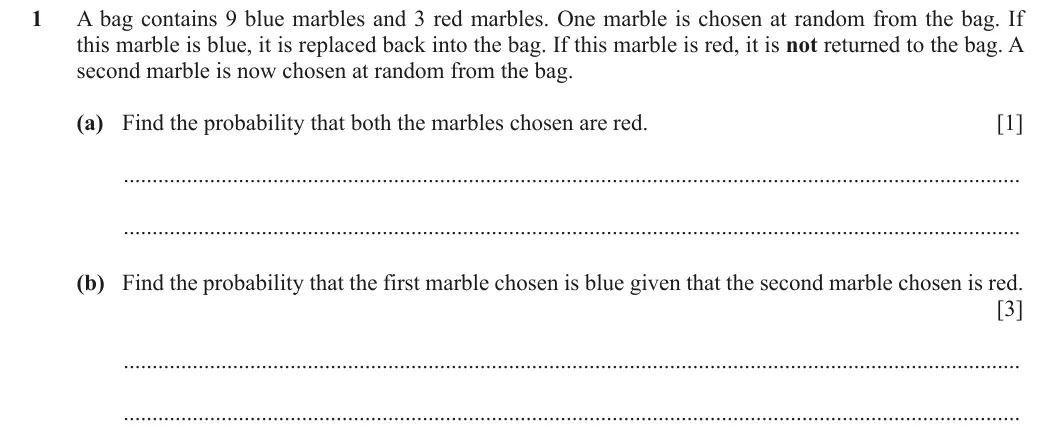 1 A bag contains 9 blue marbles and 3 red marbles. One marble is chosen at random from the bag. If
this marble is blue, it is replaced back into the bag. If this marble is red, it is not returned to the bag. A
second marble is now chosen at random from the bag.
(a) Find the probability that both the marbles chosen are red. [1]
(b) Find the probability that the first marble chosen is blue given that the second marble chosen is red.
[3]